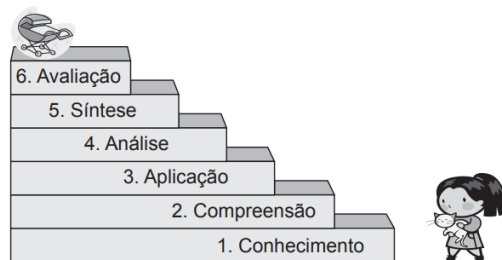 6. Avaliação
5. Síntese
4. Análise
3. Aplicação
2. Compreensão
1. Conhecimento